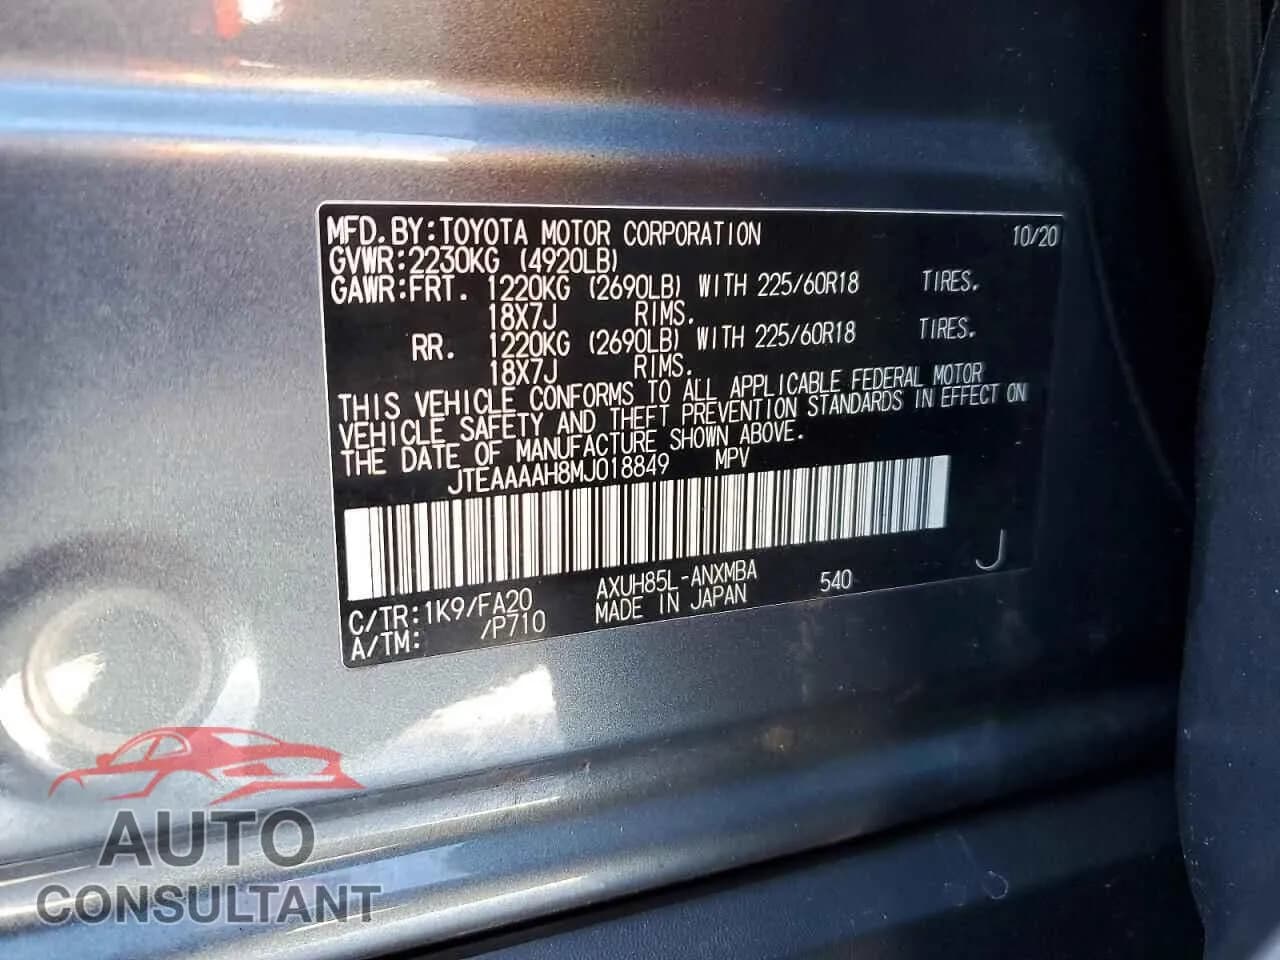 MFD.BY:TOYOTA MOTOR CORPORATION 10/20
GVWR:2230KG (4920LB)
GAWR:FRT. 1220KG (2690LB) WITH 225/60R18 TIRES.
18X7J RIMS.
RR. 1220KG (2690LB) WITH 225/60R18 TIRES.
18X7J RIMS.
THIS VEHICLE CONFORMS TO ALL APPLICABLE FEDERAL MOTOR
VEHICLE SAFETY AND THEFT PREVENTION STANDARDS IN EFFECT ON
THE DATE OF MANUFACTURE SHOWN ABOVE.
JTEAAAAH8MJ018849 MPV
J
C/TR:1K9/FA20 AXUH85L-ANXMBA 540
A/TM: /P710 MADE IN JAPAN
AUTO
CONSULTANT